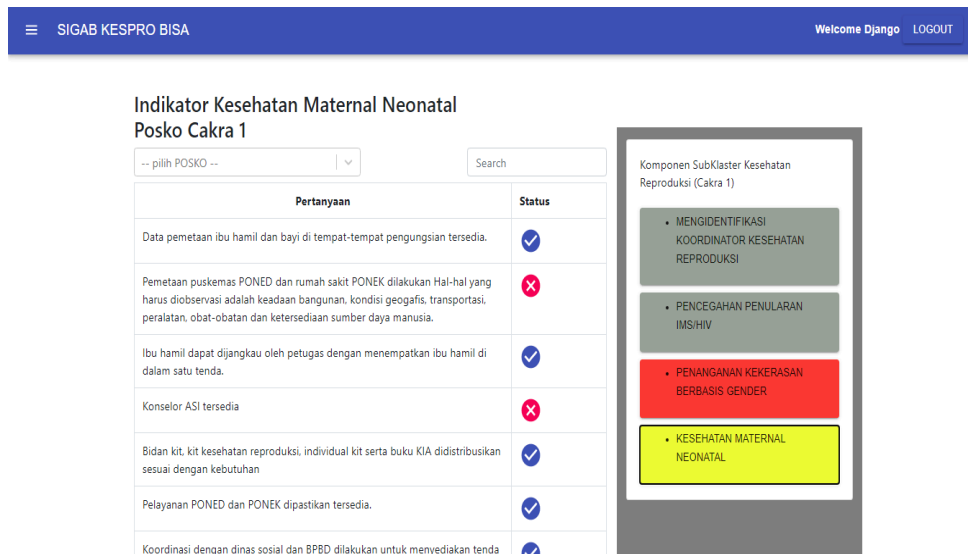 SIGAB KESPRO BISA
Welcome Django LOGOUT
Indikator Kesehatan Maternal Neonatal
Posko Cakra 1
-- pilih POSKO --
Search
Pertanyaan Status
Data pemetaan ibu hamil dan bayi di tempat-tempat pengungsian tersedia.
Pemetaan puskemas PONED dan rumah sakit PONEK dilakukan Hal-hal yang
harus diobservasi adalah keadaan bangunan, kondisi geogafis, transportasi,
peralatan, obat-obatan dan ketersediaan sumber daya manusia.
Ibu hamil dapat dijangkau oleh petugas dengan menempatkan ibu hamil di
dalam satu tenda.
Konselor ASI tersedia
Bidan kit, kit kesehatan reproduksi, individual kit serta buku KIA didistribusikan
sesuai dengan kebutuhan
Pelayanan PONED dan PONEK dipastikan tersedia.
Koordinasi dengan dinas sosial dan BPBD dilakukan untuk menyediakan tenda
Komponen SubKlaster Kesehatan
Reproduksi (Cakra 1)
• MENGIDENTIFIKASI
KOORDINATOR KESEHATAN
REPRODUKSI
• PENCEGAHAN PENULARAN
IMS/HIV
• PENANGANAN KEKERASAN
BERBASIS GENDER
• KESEHATAN MATERNAL
NEONATAL